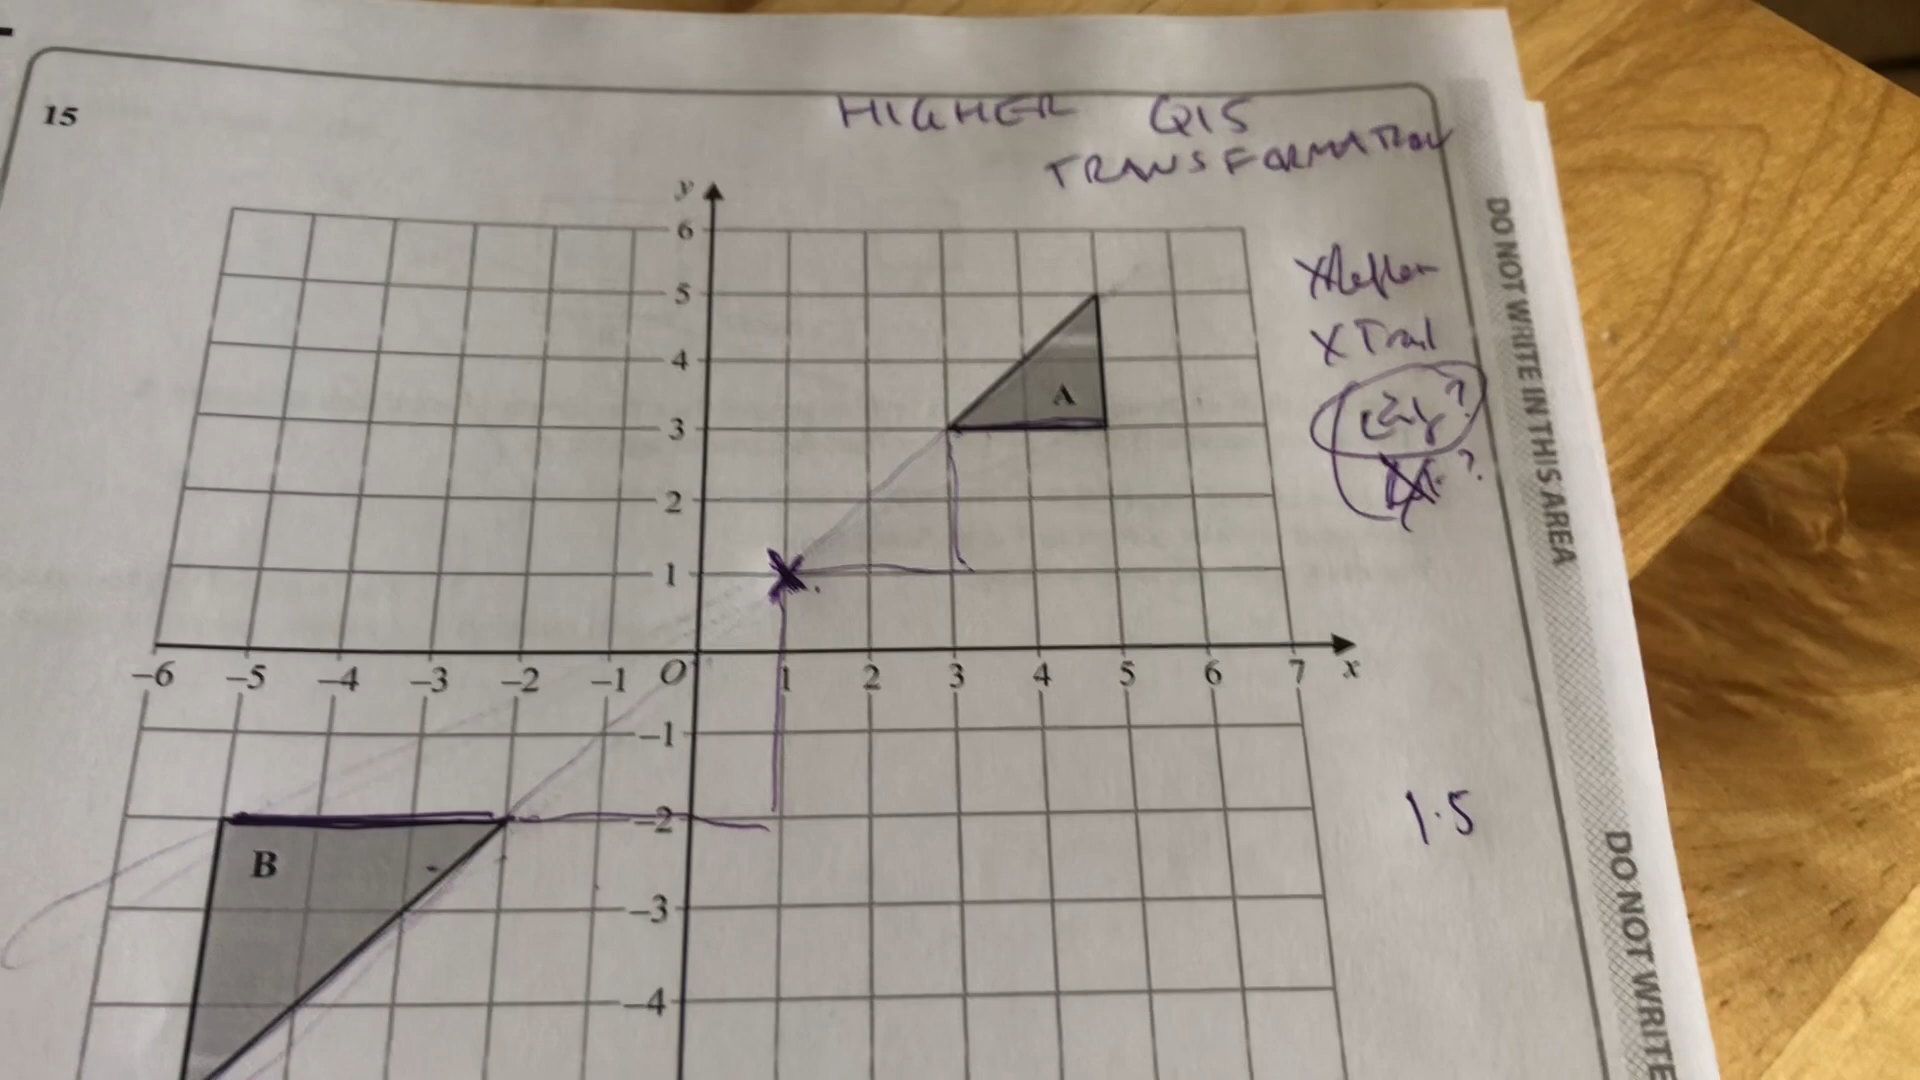 15
HIGHER Q15
TRANSFORMATION
y
6
5
4
3
2
1
A
-6 -5 -4 -3 -2 -1 O 1 2 3 4 5 6 7 x
-1
-2
-3
-4
B
1.5
DO NOT WRITE IN THIS AREA
DO NOT WRITE